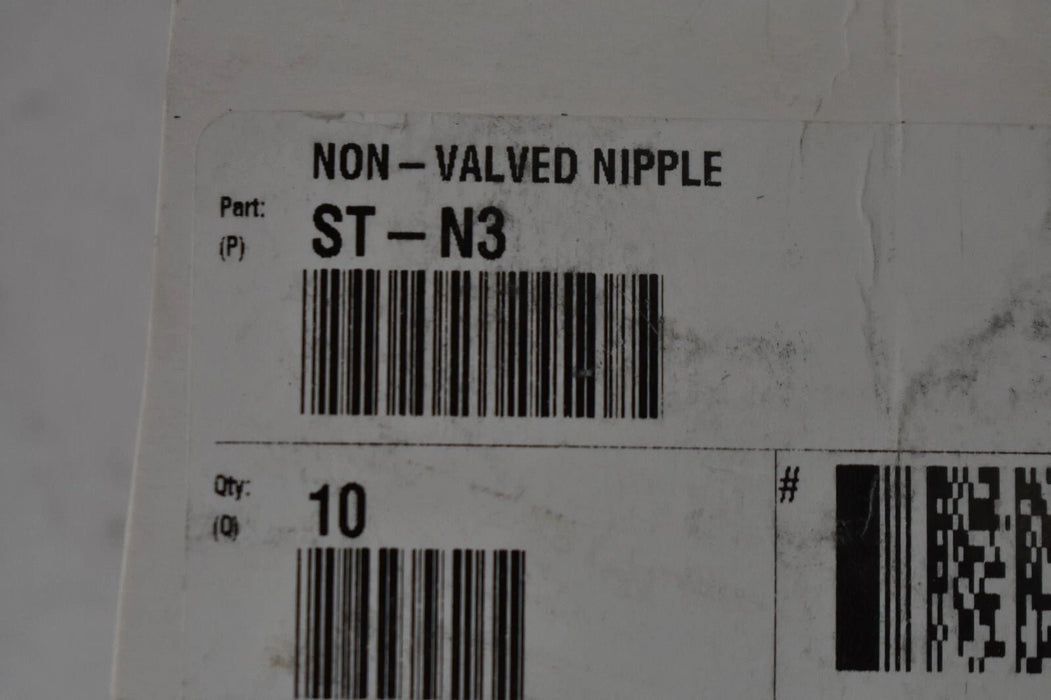 NON – VALVED NIPPLE
Part:
(P)
ST – N3
Qty:
(Q)
10
#